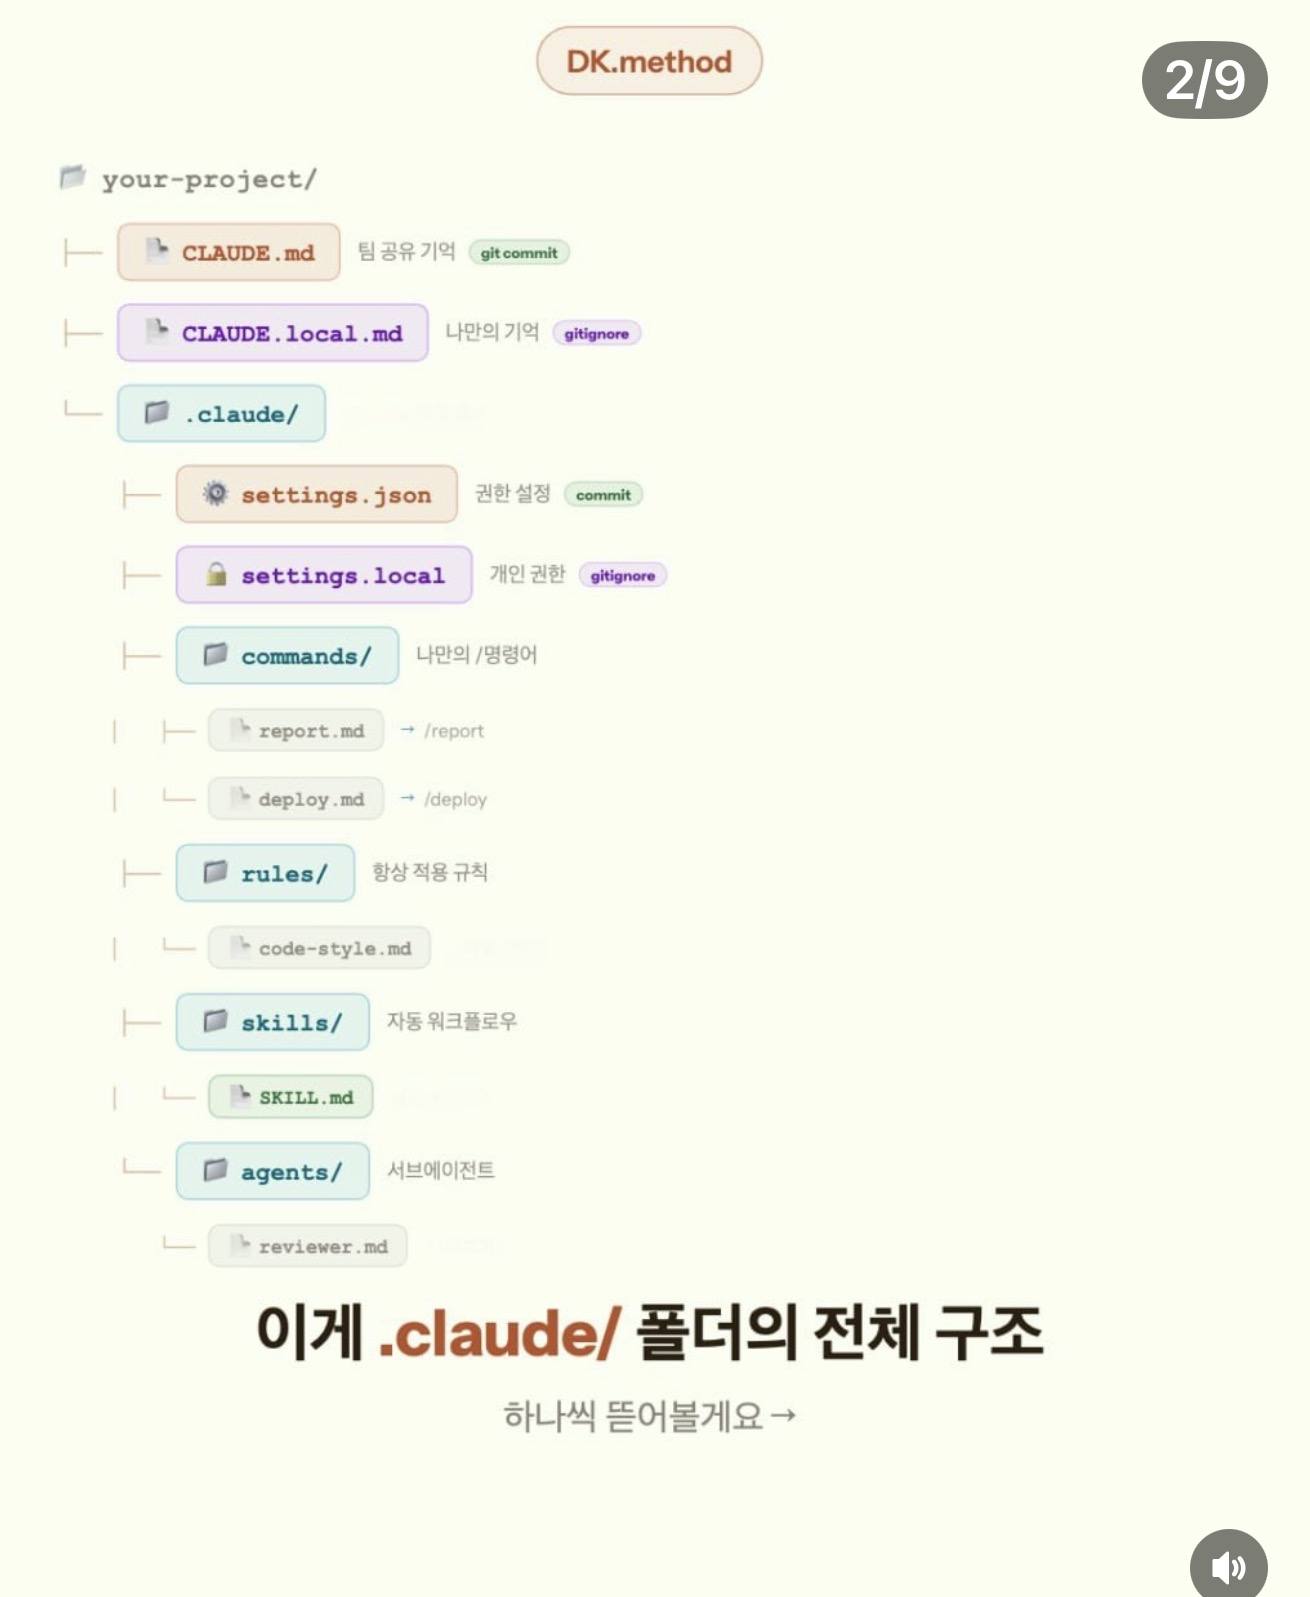 DK.method
2/9
your-project/
CLAUDE.md 팀 공유 기억 git commit
CLAUDE.local.md 나만의 기억 gitignore
.claude/
settings.json 권한 설정 commit
settings.local 개인 권한 gitignore
commands/ 나만의 /명령어
report.md → /report
deploy.md → /deploy
rules/ 항상 적용 규칙
code-style.md
skills/ 자동 워크플로우
SKILL.md
agents/ 서브에이전트
reviewer.md
이게 .claude/ 폴더의 전체 구조
하나씩 뜯어볼게요 →